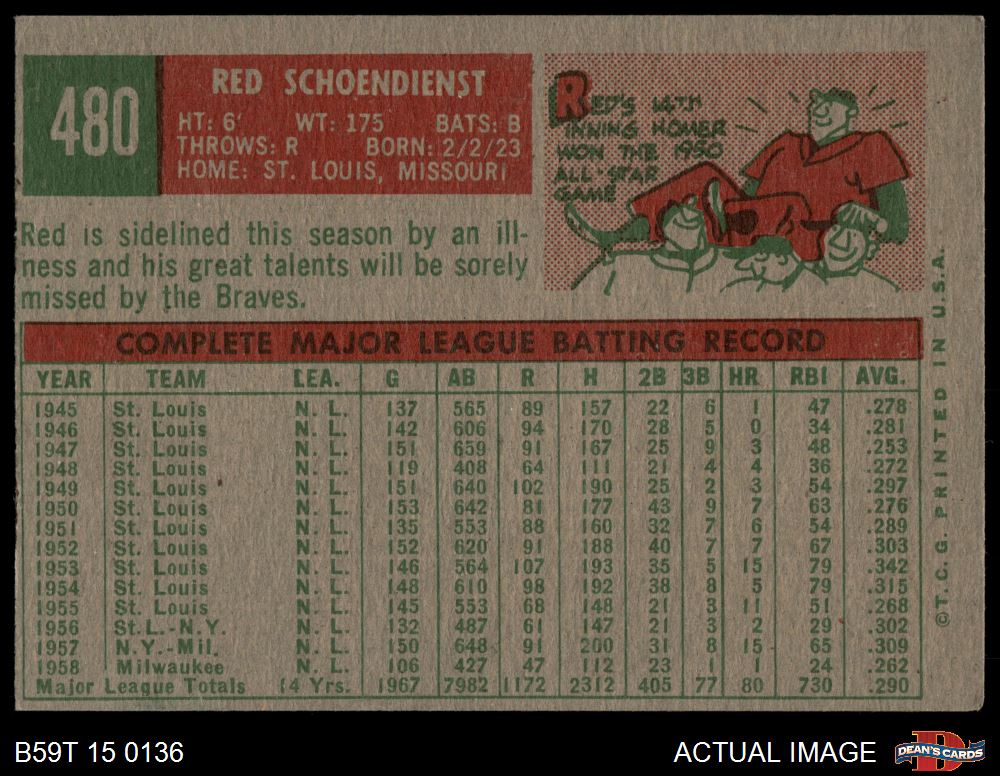 480
RED SCHOENDIENST
HT: 6' WT: 175 BATS: B
THROWS: R BORN: 2/2/23
HOME: ST. LOUIS, MISSOURI
RED'S 14TH
INNING HOMER
WON THE 1950
ALL STAR
GAME
Red is sidelined this season by an ill-
ness and his great talents will be sorely
missed by the Braves.
COMPLETE MAJOR LEAGUE BATTING RECORD
YEAR TEAM LEA. G AB R H 2B 3B HR RBI AVG.
1945 St. Louis N. L. 137 565 89 157 22 6 1 47 .278
1946 St. Louis N. L. 142 606 94 170 28 5 0 34 .281
1947 St. Louis N. L. 151 659 91 167 25 9 3 48 .253
1948 St. Louis N. L. 119 408 64 111 21 4 4 36 .272
1949 St. Louis N. L. 151 640 102 190 25 2 3 54 .297
1950 St. Louis N. L. 153 642 81 177 43 9 7 63 .276
1951 St. Louis N. L. 135 553 88 160 32 7 6 54 .289
1952 St. Louis N. L. 152 620 91 188 40 7 7 67 .303
1953 St. Louis N. L. 146 564 107 193 35 5 15 79 .342
1954 St. Louis N. L. 148 610 98 192 38 8 5 79 .315
1955 St. Louis N. L. 145 553 68 148 21 3 11 51 .268
1956 St.L.-N.Y. N. L. 132 487 61 147 21 3 2 29 .302
1957 N.Y.-Mil. N. L. 150 648 91 200 31 8 15 65 .309
1958 Milwaukee N. L. 106 427 47 112 23 1 1 24 .262
Major League Totals 14 Yrs. 1967 7982 1172 2312 405 77 80 730 .290
©T.C.G. PRINTED IN U.S.A.
B59T 15 0136
ACTUAL IMAGE
D
DEAN'S CARDS